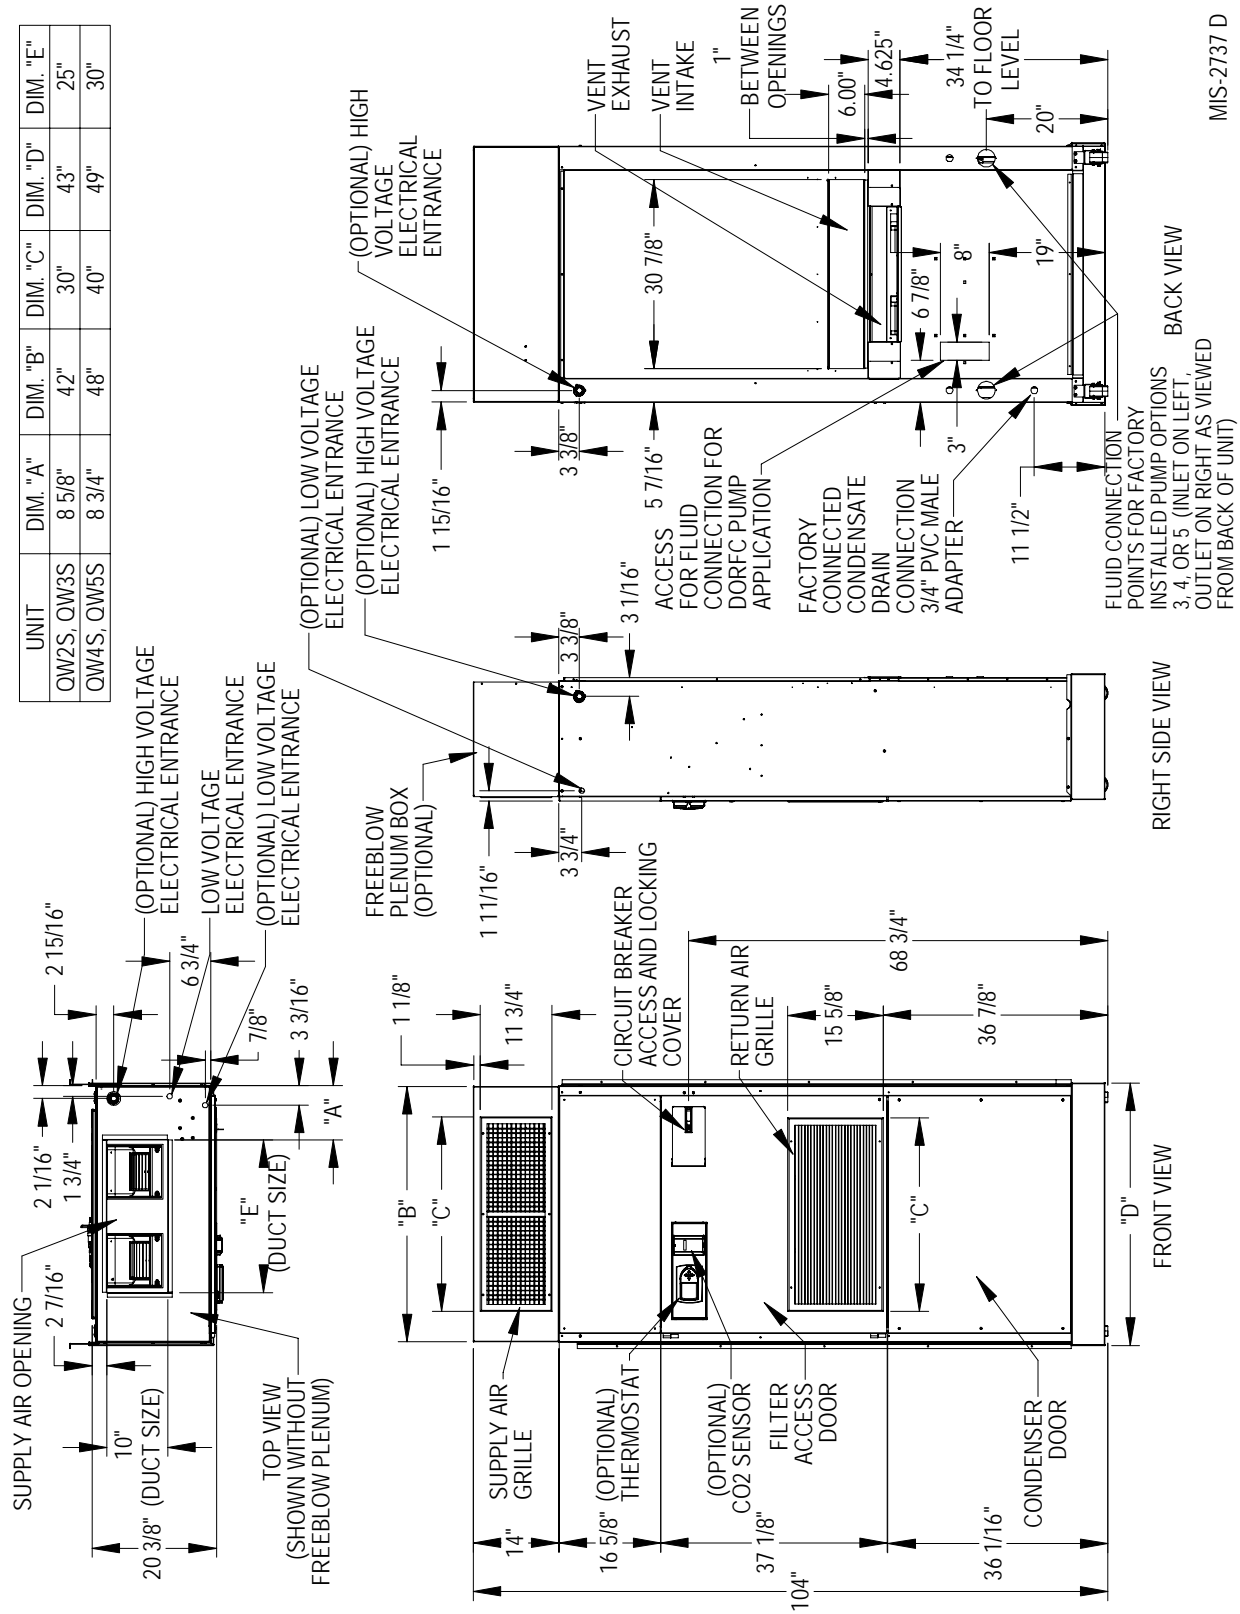 UNIT DIM. "A" DIM. "B" DIM. "C" DIM. "D" DIM. "E"
QW2S, QW3S 8 5/8" 42" 30" 43" 25"
QW4S, QW5S 8 3/4" 48" 40" 49" 30"
SUPPLY AIR OPENING
2 7/16"
10"
(DUCT SIZE)
20 3/8"
TOP VIEW
(SHOWN WITHOUT
FREEBLOW PLENUM)
2 1/16"
1 3/4"
"E"
(DUCT SIZE)
"A"
2 15/16"
(OPTIONAL) HIGH VOLTAGE
ELECTRICAL ENTRANCE
6 3/4"
LOW VOLTAGE
ELECTRICAL ENTRANCE
(OPTIONAL) LOW VOLTAGE
ELECTRICAL ENTRANCE
7/8"
3 3/16"
"B"
"C"
1 1/8"
11 3/4"
SUPPLY AIR
GRILLE
14"
16 5/8"
(OPTIONAL)
THERMOSTAT
(OPTIONAL)
CO2 SENSOR
FILTER
ACCESS
DOOR
37 1/8"
36 1/16"
104"
CONDENSER
DOOR
CIRCUIT BREAKER
ACCESS AND LOCKING
COVER
RETURN AIR
GRILLE
15 5/8"
68 3/4"
36 7/8"
"C"
"D"
FRONT VIEW
FREEBLOW
PLENUM BOX
(OPTIONAL)
1 11/16"
3 3/4"
(OPTIONAL) LOW VOLTAGE
ELECTRICAL ENTRANCE
(OPTIONAL) HIGH VOLTAGE
ELECTRICAL ENTRANCE
3 3/8"
3 1/16"
RIGHT SIDE VIEW
1 15/16"
3 3/8"
(OPTIONAL) HIGH
VOLTAGE
ELECTRICAL
ENTRANCE
5 7/16"
ACCESS
FOR FLUID
CONNECTION FOR
DORFC PUMP
APPLICATION
FACTORY
CONNECTED
CONDENSATE
DRAIN
CONNECTION
3/4" PVC MALE
ADAPTER
3"
11 1/2"
FLUID CONNECTION
POINTS FOR FACTORY
INSTALLED PUMP OPTIONS
3, 4, OR 5 (INLET ON LEFT,
OUTLET ON RIGHT AS VIEWED
FROM BACK OF UNIT)
30 7/8"
6 7/8"
8"
19"
VENT
EXHAUST
VENT
INTAKE
1"
BETWEEN
OPENINGS
6.00"
4.625"
34 1/4"
TO FLOOR
LEVEL
20"
BACK VIEW
MIS-2737 D